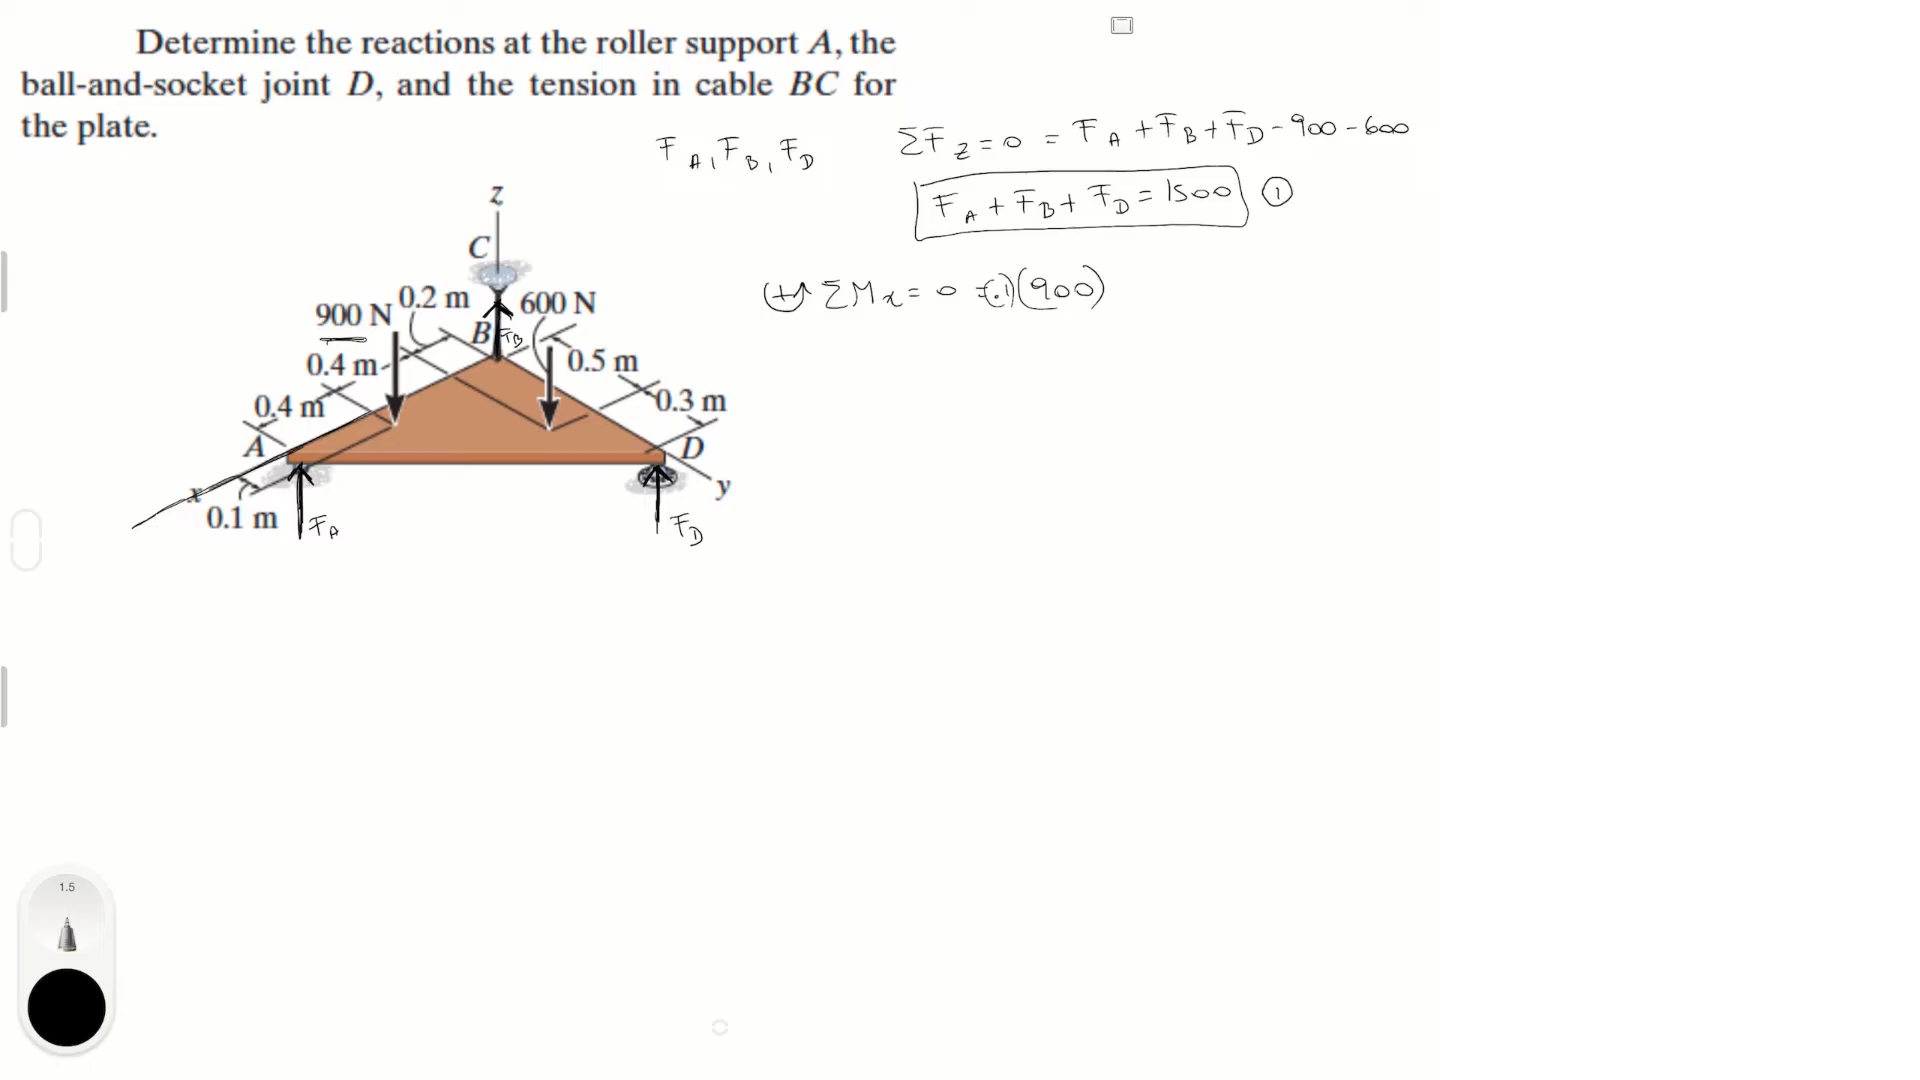 Determine the reactions at the roller support A, the
ball-and-socket joint D, and the tension in cable BC for
the plate.
F_A, F_B, F_D
ΣF_z = 0 = F_A + F_B + F_D - 900 - 600
F_A + F_B + F_D = 1500 ①
ΣM_x = 0 = -(.1)(900)
z
C
900 N
0.2 m
600 N
B
F_B
0.4 m
0.5 m
0.4 m
0.3 m
A
D
x
y
0.1 m
F_A
F_D
1.5